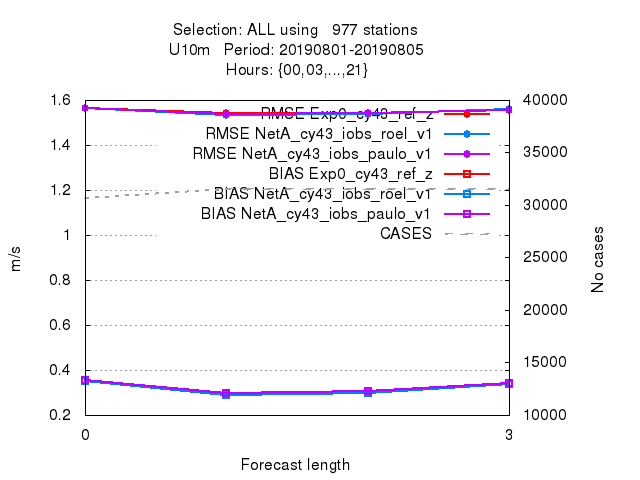 Selection: ALL using 977 stations
U10m Period: 20190801-20190805
Hours: {00,03,...,21}
1.6
1.4
1.2
1
0.8
0.6
0.4
0.2
40000
35000
30000
25000
20000
15000
10000
RMSE Exp0_cy43_ref_z
RMSE NetA_cy43_iobs_roel_v1
RMSE NetA_cy43_iobs_paulo_v1
BIAS Exp0_cy43_ref_z
BIAS NetA_cy43_iobs_roel_v1
BIAS NetA_cy43_iobs_paulo_v1
CASES
m/s
No cases
0
3
Forecast length